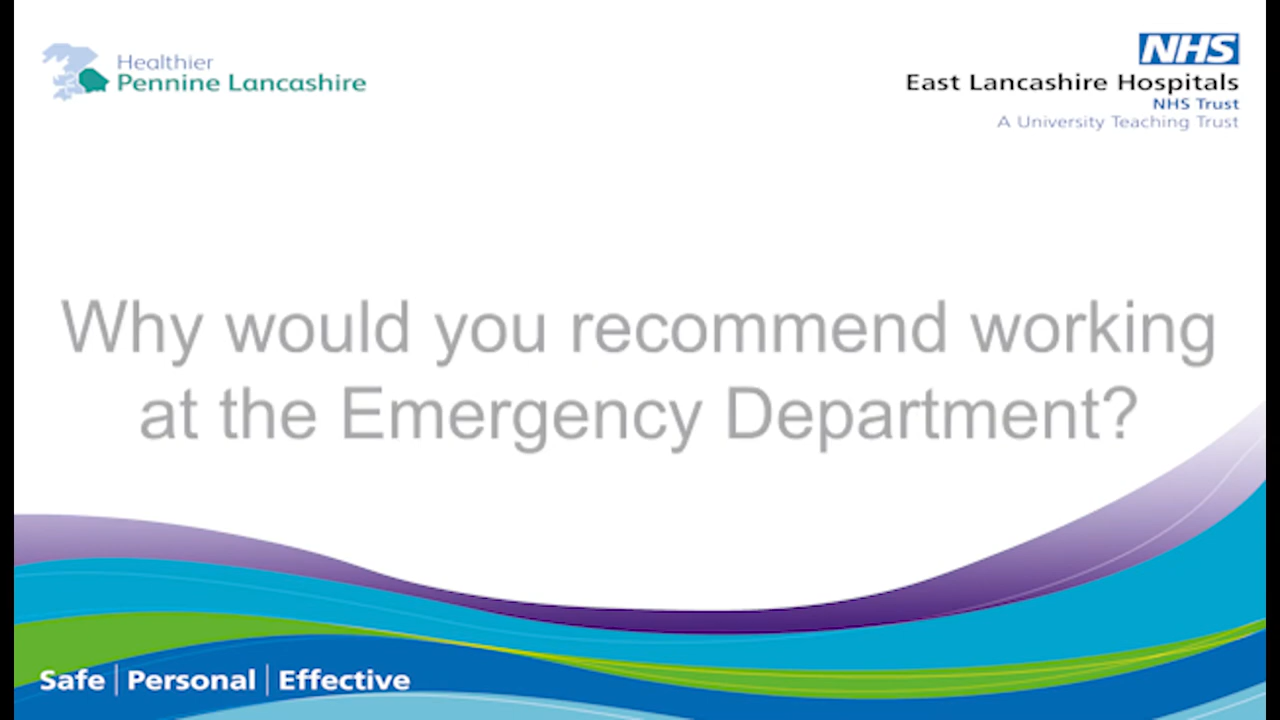 Healthier
Pennine Lancashire
NHS
East Lancashire Hospitals
NHS Trust
A University Teaching Trust
Why would you recommend working
at the Emergency Department?
Safe | Personal | Effective